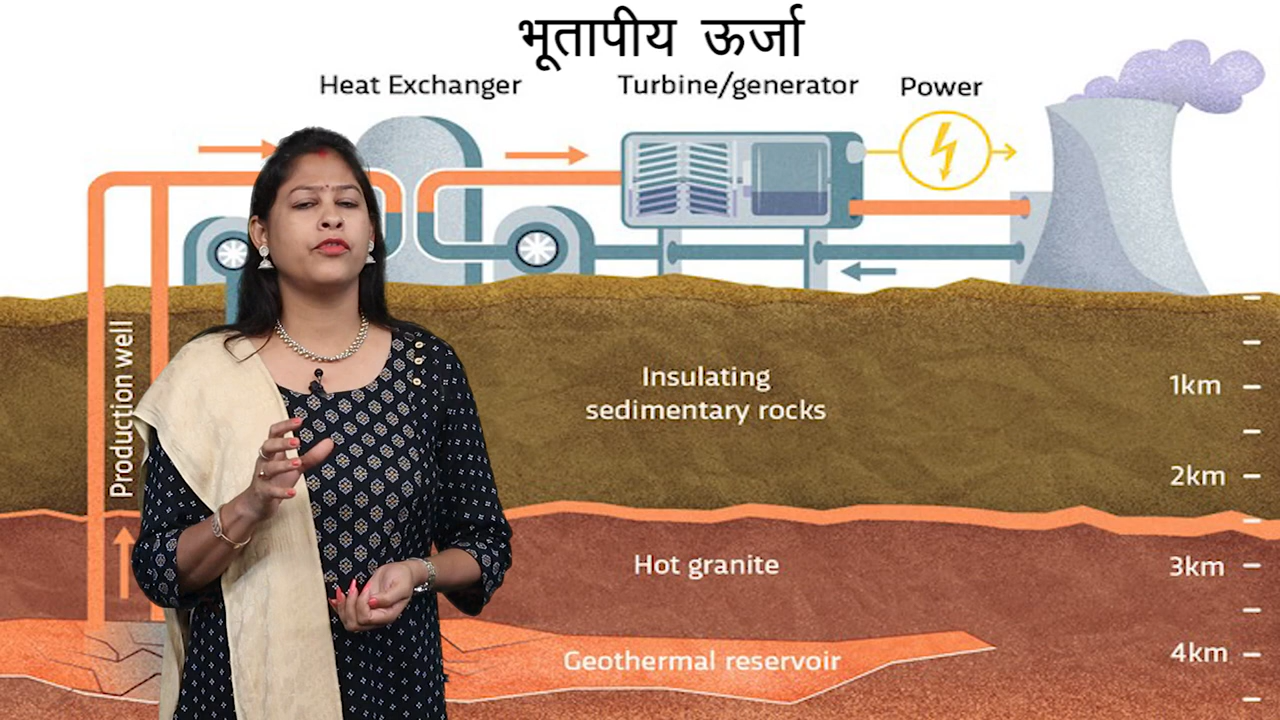 भूतापीय ऊर्जा
Heat Exchanger
Turbine/generator
Power
Production well
Insulating
sedimentary rocks
Hot granite
Geothermal reservoir
1km
2km
3km
4km